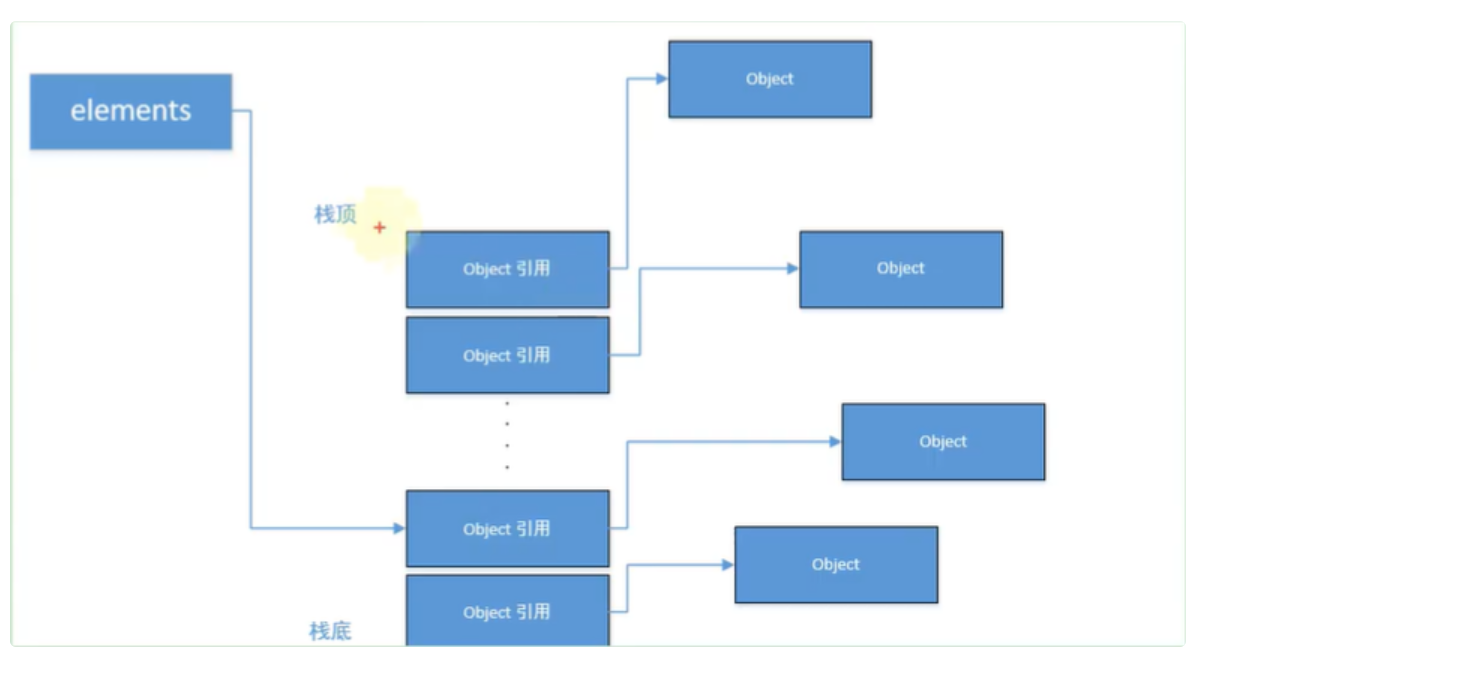 Object
elements
栈顶
Object 引用
Object
Object 引用
Object
Object 引用
Object
Object 引用
栈底